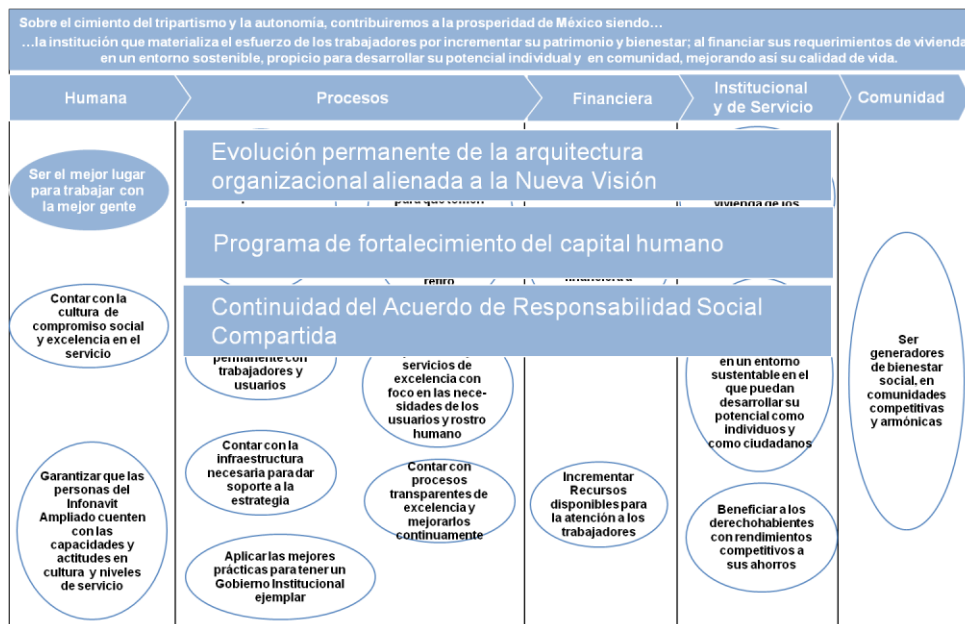 Sobre el cimiento del tripartismo y la autonomía, contribuiremos a la prosperidad de México siendo…
…la institución que materializa el esfuerzo de los trabajadores por incrementar su patrimonio y bienestar; al financiar sus requerimientos de vivienda
en un entorno sostenible, propicio para desarrollar su potencial individual y en comunidad, mejorando así su calidad de vida.
Humana
Procesos
Financiera
Institucional
y de Servicio
Comunidad
Ser el mejor lugar
para trabajar con
la mejor gente
Contar con la
cultura de
compromiso social
y excelencia en el
servicio
Garantizar que las
personas del
Infonavit
Ampliado cuenten
con las
capacidades y
actitudes en
cultura y niveles
de servicio
Evolución permanente de la arquitectura
organizacional alienada a la Nueva Visión
para que tomen
vivienda de los
Programa de fortalecimiento del capital humano
retiro
financiera a
Continuidad del Acuerdo de Responsabilidad Social
Compartida
permanente con
trabajadores y
usuarios
servicios de
excelencia con
foco en las nece-
sidades de los
usuarios y rostro
humano
Contar con la
infraestructura
necesaria para dar
soporte a la
estrategia
Contar con
procesos
transparentes de
excelencia y
mejorarlos
continuamente
Aplicar las mejores
prácticas para tener un
Gobierno Institucional
ejemplar
Incrementar
Recursos
disponibles para
la atención a los
trabajadores
en un entorno
sustentable en el
que puedan
desarrollar su
potencial como
individuos y
como ciudadanos
Beneficiar a los
derechohabientes
con rendimientos
competitivos a
sus ahorros
Ser
generadores
de bienestar
social, en
comunidades
competitivas
y armónicas